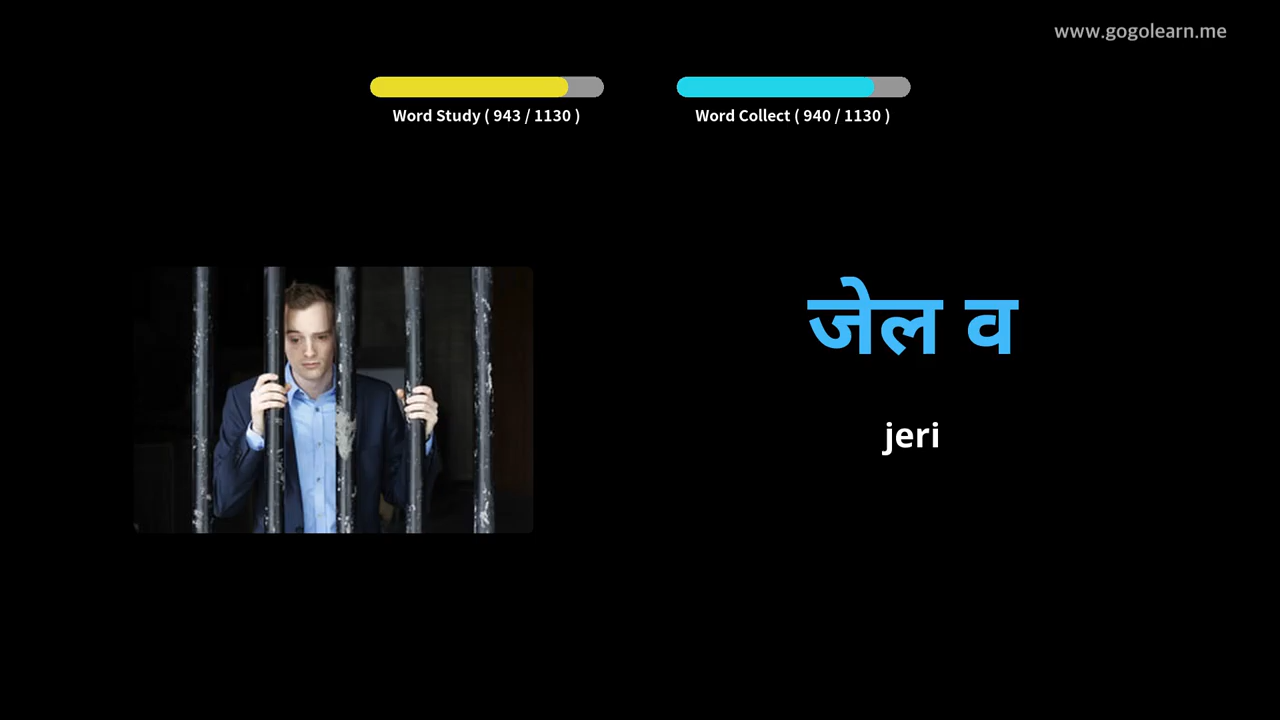 www.gogolearn.me
Word Study ( 943 / 1130 )
Word Collect ( 940 / 1130 )
जेल व
jeri